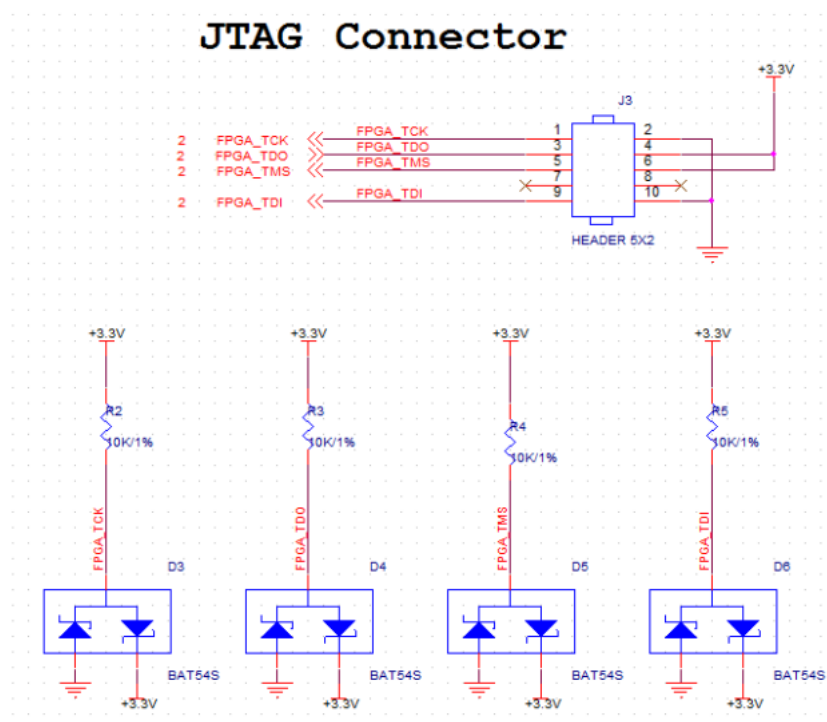 JTAG Connector
+3.3V
J3
2 FPGA_TCK FPGA_TCK 1 2
2 FPGA_TDO FPGA_TDO 3 4
2 FPGA_TMS FPGA_TMS 5 6
7 8
2 FPGA_TDI FPGA_TDI 9 10
HEADER 5X2
+3.3V +3.3V +3.3V +3.3V
R2 R3 R4 R5
10K/1% 10K/1% 10K/1% 10K/1%
FPGA_TCK FPGA_TDO FPGA_TMS FPGA_TDI
D3 D4 D5 D6
BAT54S BAT54S BAT54S BAT54S
+3.3V +3.3V +3.3V +3.3V